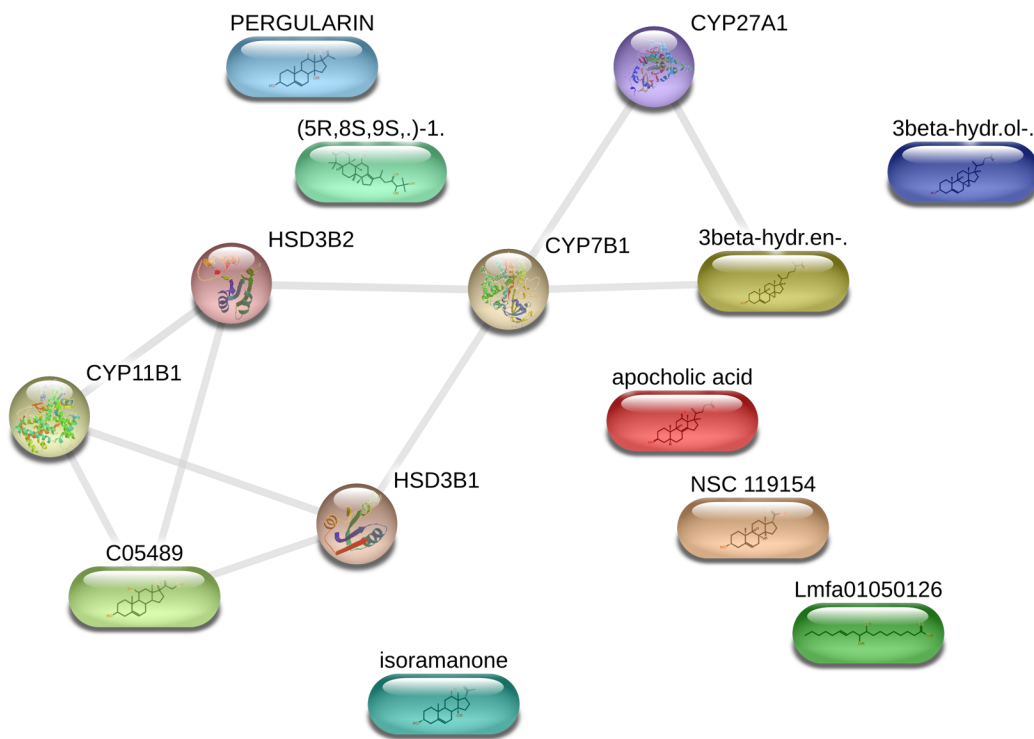 PERGULARIN
CYP27A1
(5R,8S,9S,.)-1.
3beta-hydr.ol-.
HSD3B2
CYP7B1
3beta-hydr.en-.
CYP11B1
apocholic acid
HSD3B1
NSC 119154
C05489
Lmfa01050126
isoramanone